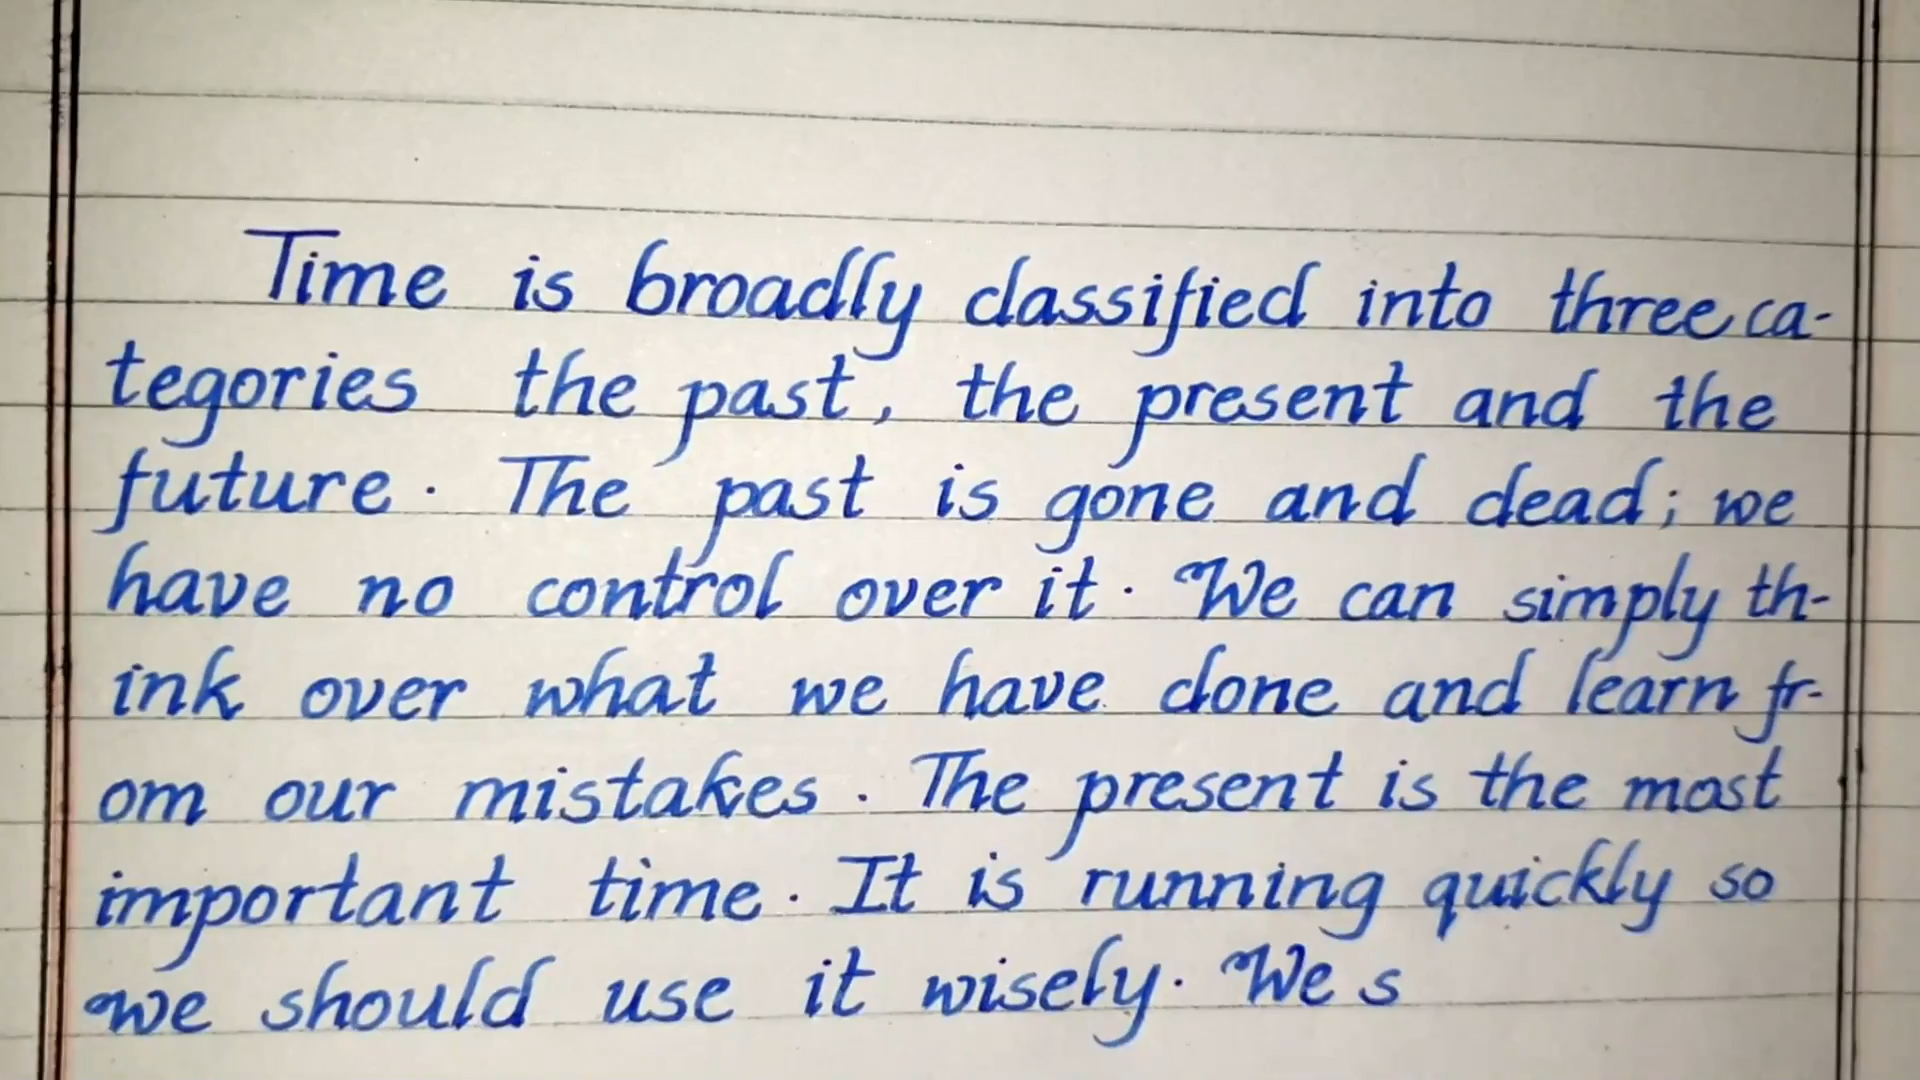 Time is broadly classified into three ca-
tegories the past, the present and the
future. The past is gone and dead; we
have no control over it. We can simply th-
ink over what we have done and learn fr-
om our mistakes. The present is the most
important time. It is running quickly so
we should use it wisely. We s